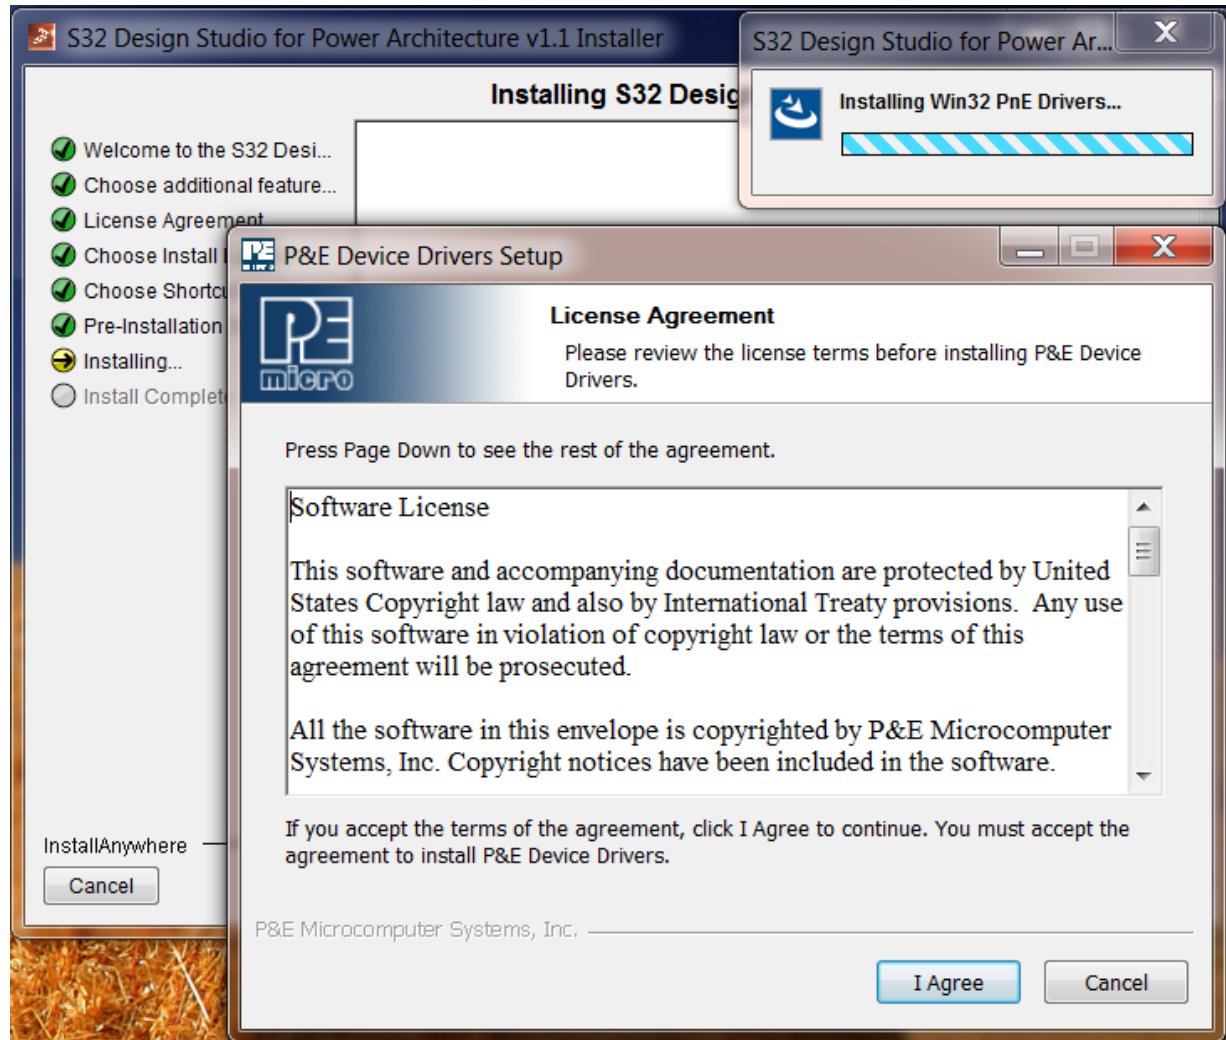 S32 Design Studio for Power Architecture v1.1 Installer
S32 Design Studio for Power Ar...
X
Installing S32 Desig
Installing Win32 PnE Drivers...
Welcome to the S32 Desi...
Choose additional feature...
License Agreement
Choose Install
Choose Shortcu
Pre-Installation
Installing...
Install Complet
P&E Device Drivers Setup
X
PE
micro
PE
micro
License Agreement
Please review the license terms before installing P&E Device
Drivers.
Press Page Down to see the rest of the agreement.
Software License
This software and accompanying documentation are protected by United
States Copyright law and also by International Treaty provisions.  Any use
of this software in violation of copyright law or the terms of this
agreement will be prosecuted.
All the software in this envelope is copyrighted by P&E Microcomputer
Systems, Inc. Copyright notices have been included in the software.
If you accept the terms of the agreement, click I Agree to continue. You must accept the
agreement to install P&E Device Drivers.
InstallAnywhere
Cancel
P&E Microcomputer Systems, Inc.
I Agree
Cancel